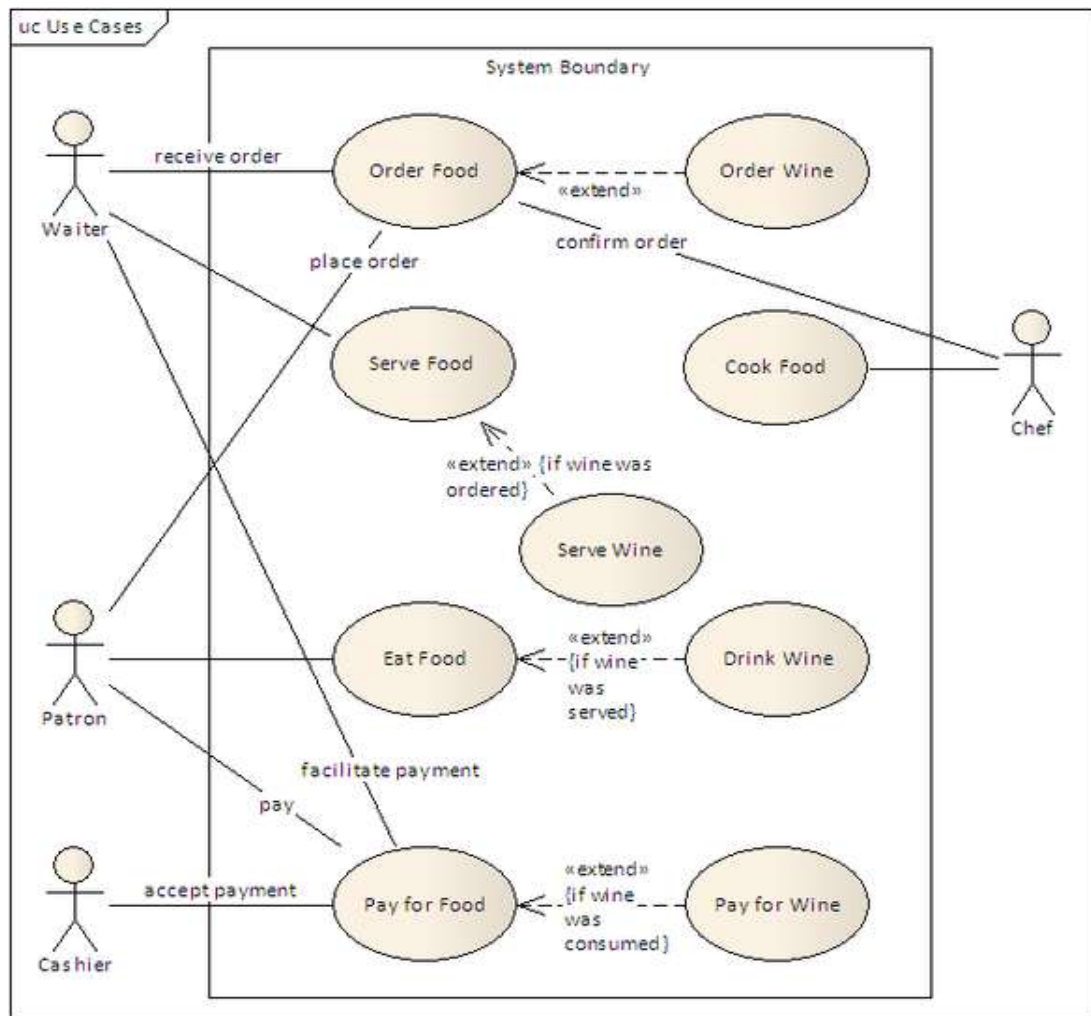 uc Use Cases
System Boundary
Order Food
Order Wine
receive order
«extend»
Waiter
confirm order
place order
Serve Food
Cook Food
Chef
«extend» {if wine was
ordered}
Serve Wine
«extend»
Eat Food
{if wine
was
served}
Drink Wine
Patron
facilitate payment
pay
«extend»
accept payment
Pay for Food
{if wine
was
consumed}
Pay for Wine
Cashier